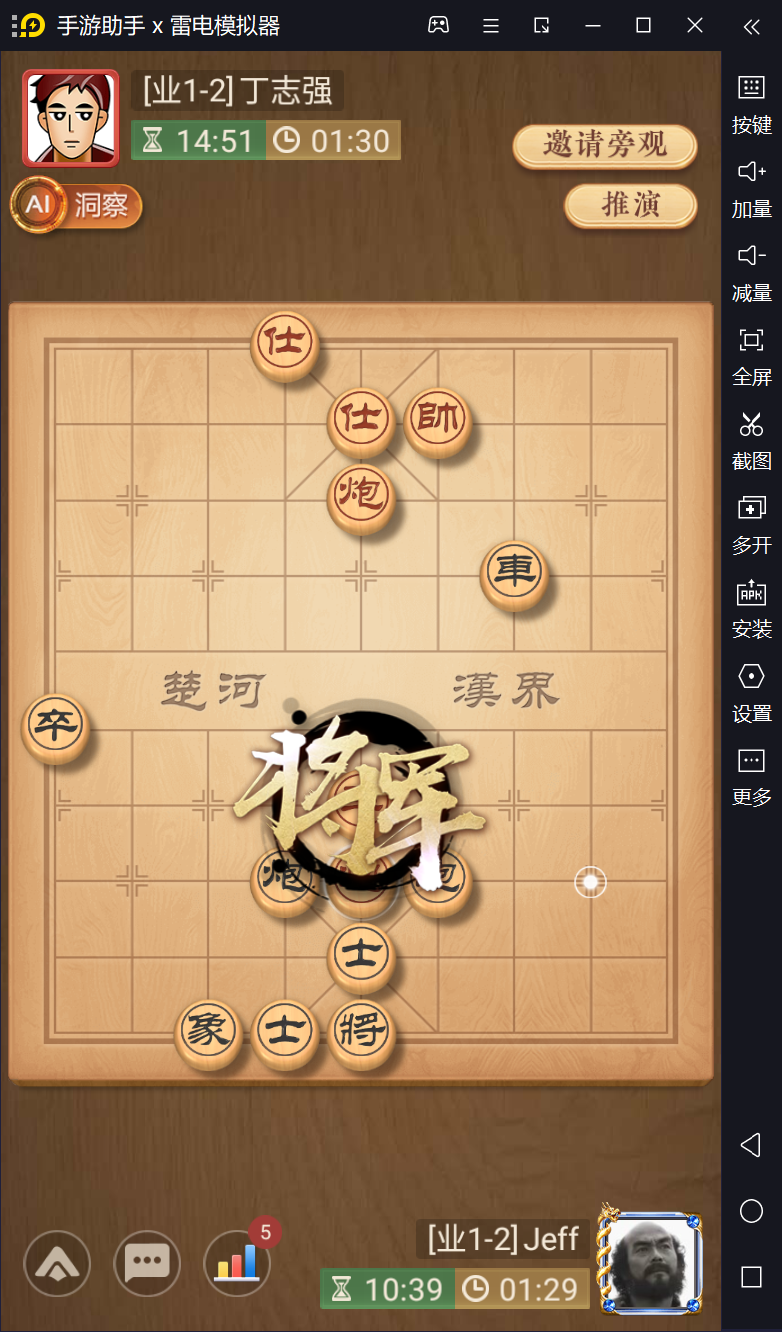 手游助手 x 雷电模拟器
[业1-2]丁志强
14:51 01:30
邀请旁观
AI 洞察
推演
按键
加量
减量
全屏
截图
多开
APK
安装
设置
更多
仕
仕 帥
炮
車
楚河 漢界
卒
将军
炮 炮
士
象 士 將
5
[业1-2]Jeff
10:39 01:29